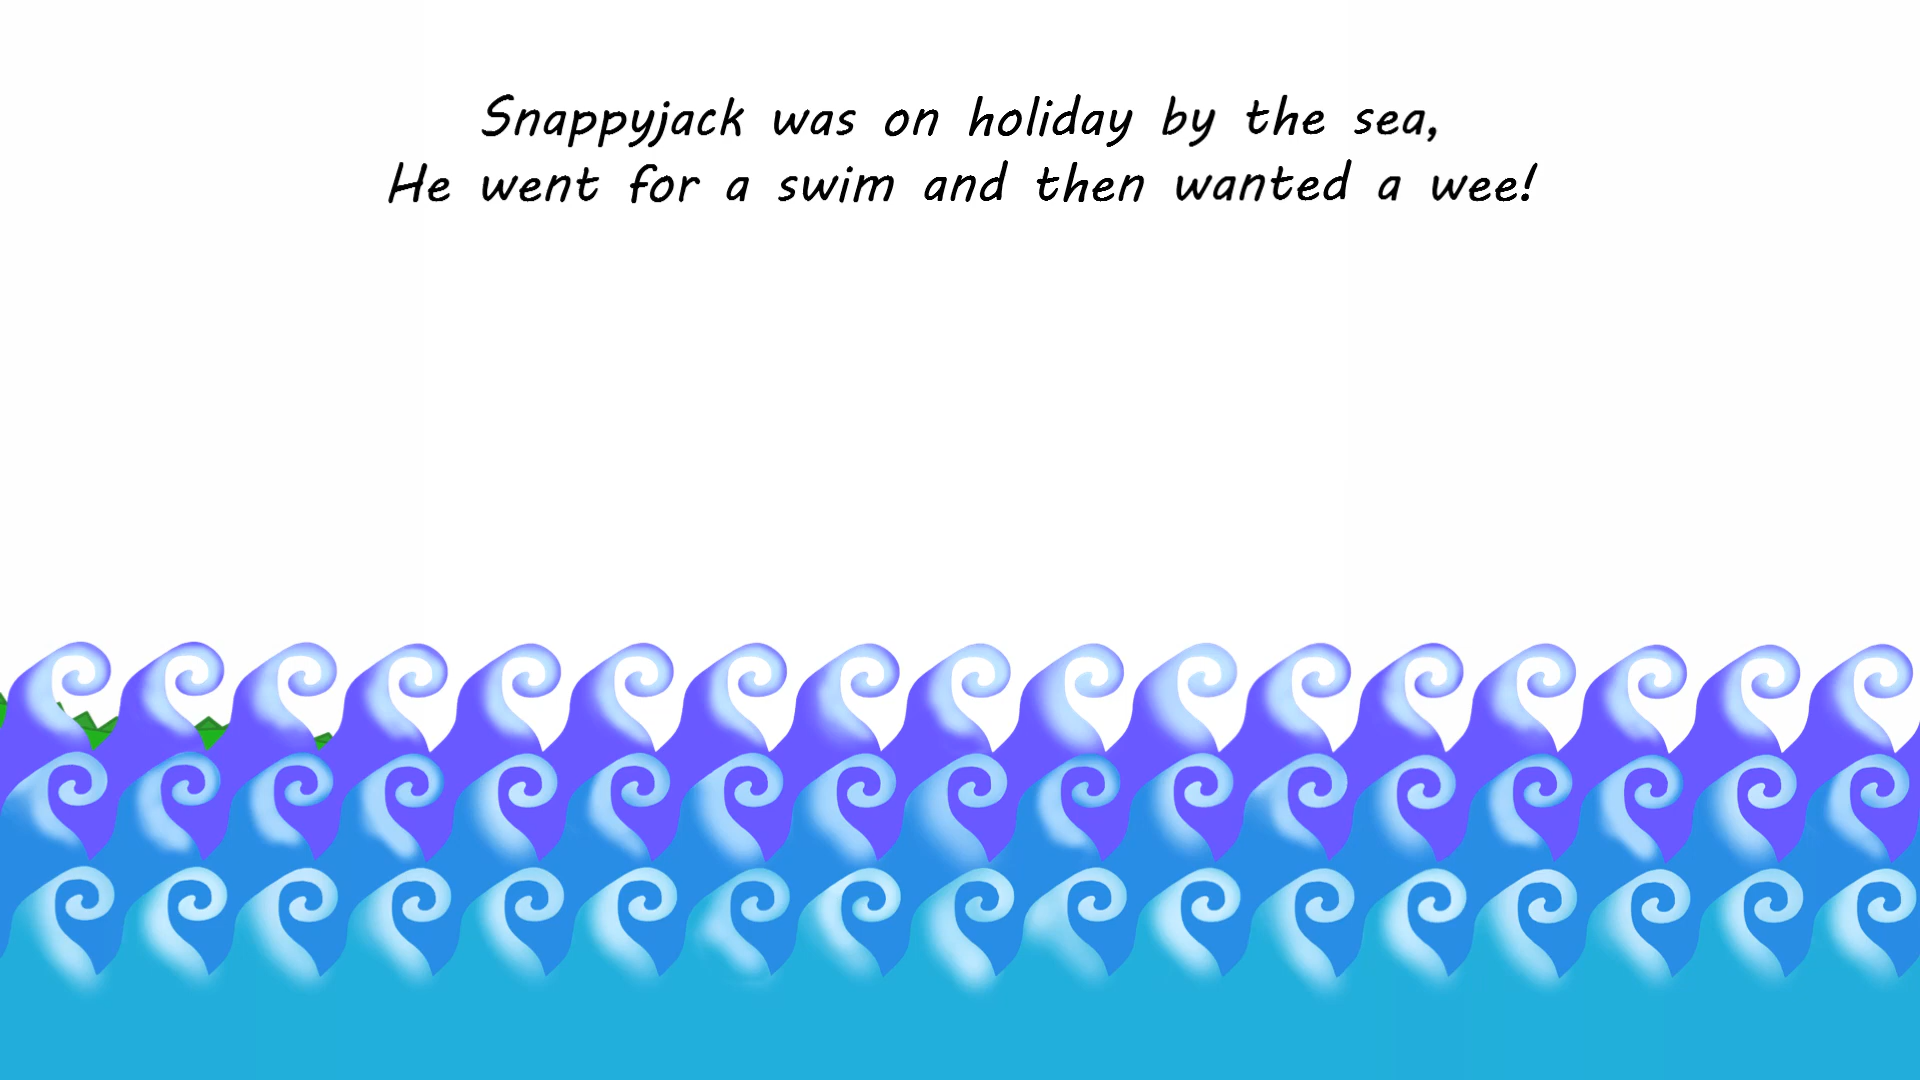 Snappyjack was on holiday by the sea,
He went for a swim and then wanted a wee!